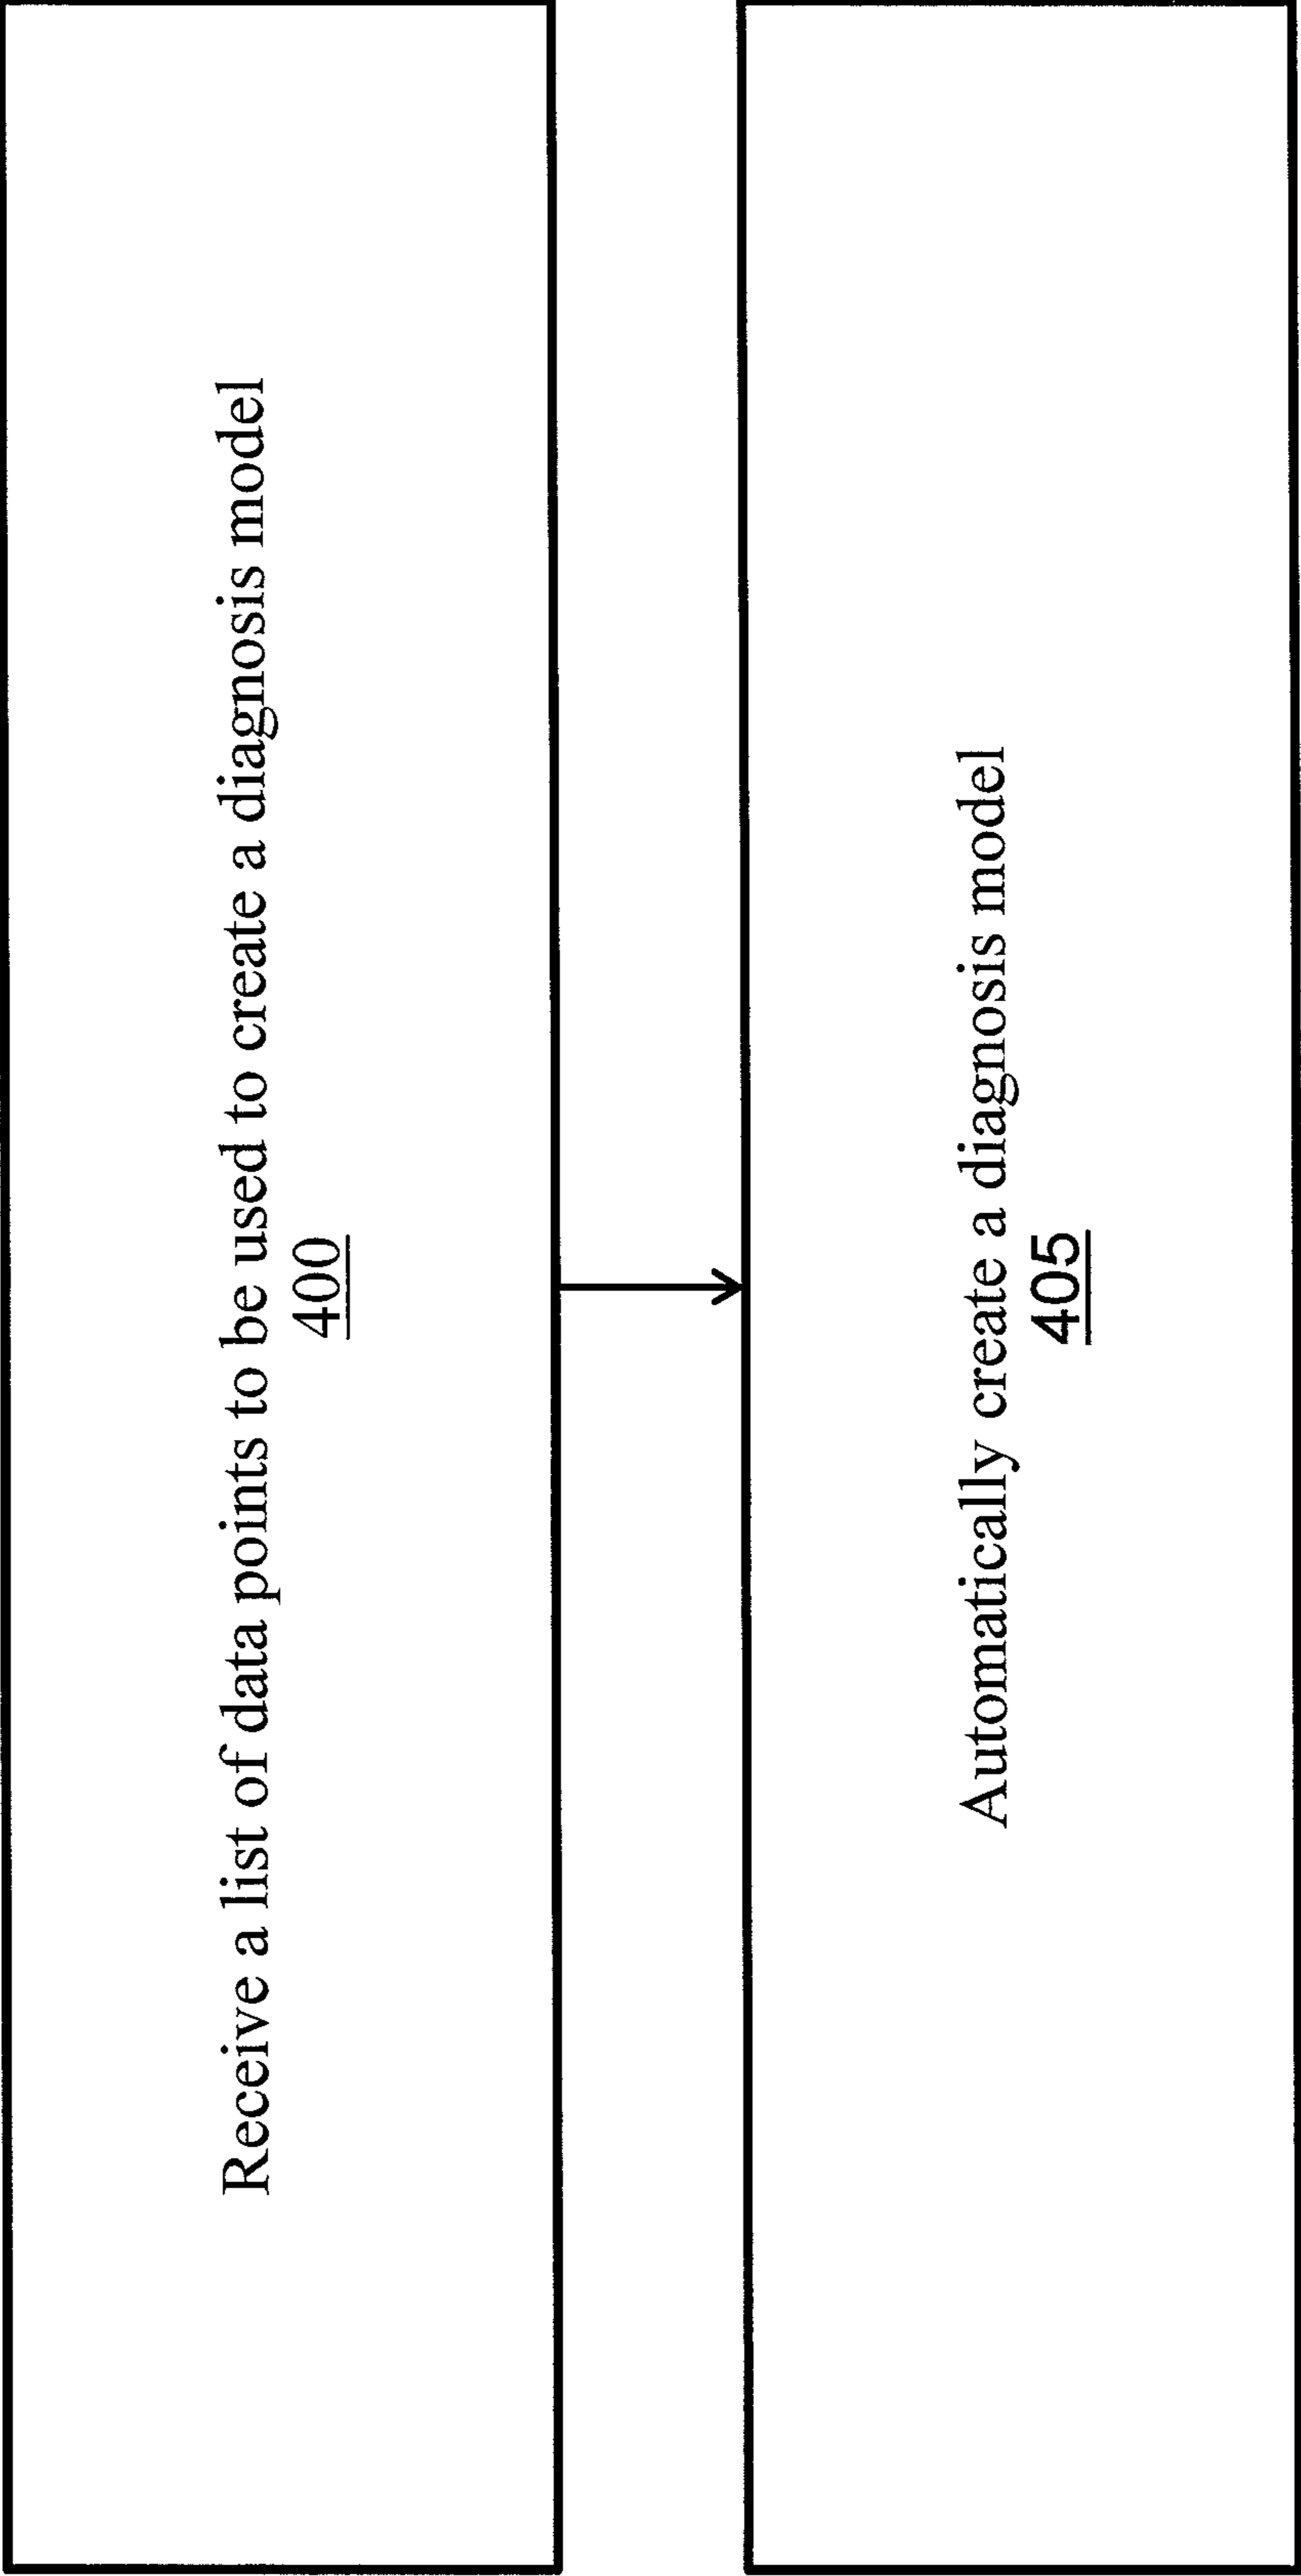 Receive a list of data points to be used to create a diagnosis model
400
Automatically create a diagnosis model
405